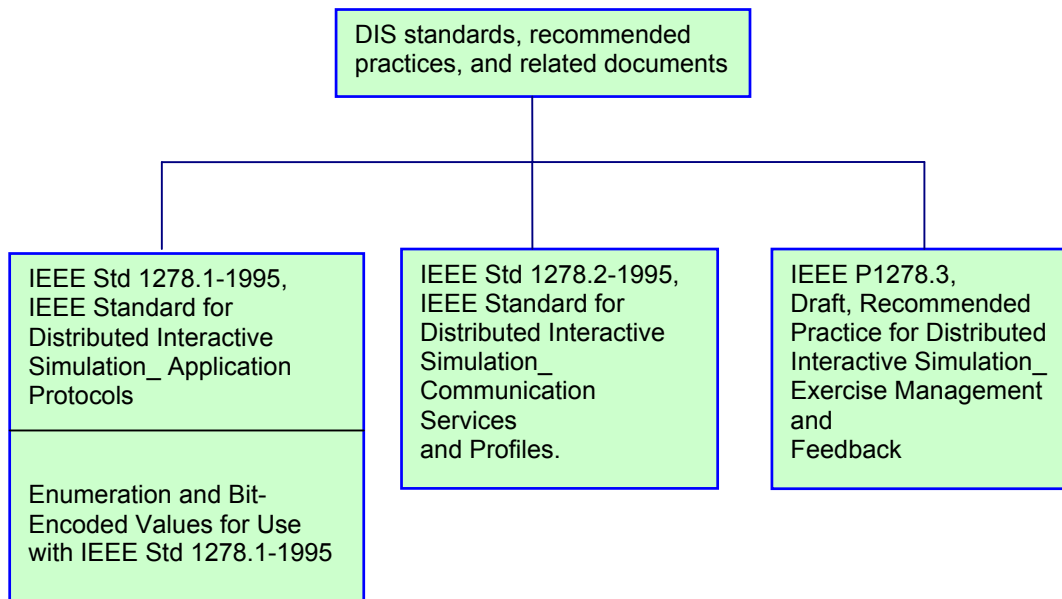 DIS standards, recommended
practices, and related documents
IEEE Std 1278.1-1995,
IEEE Standard for
Distributed Interactive
Simulation_ Application
Protocols
Enumeration and Bit-
Encoded Values for Use
with IEEE Std 1278.1-1995
IEEE Std 1278.2-1995,
IEEE Standard for
Distributed Interactive
Simulation_
Communication
Services
and Profiles.
IEEE P1278.3,
Draft, Recommended
Practice for Distributed
Interactive Simulation_
Exercise Management
and
Feedback